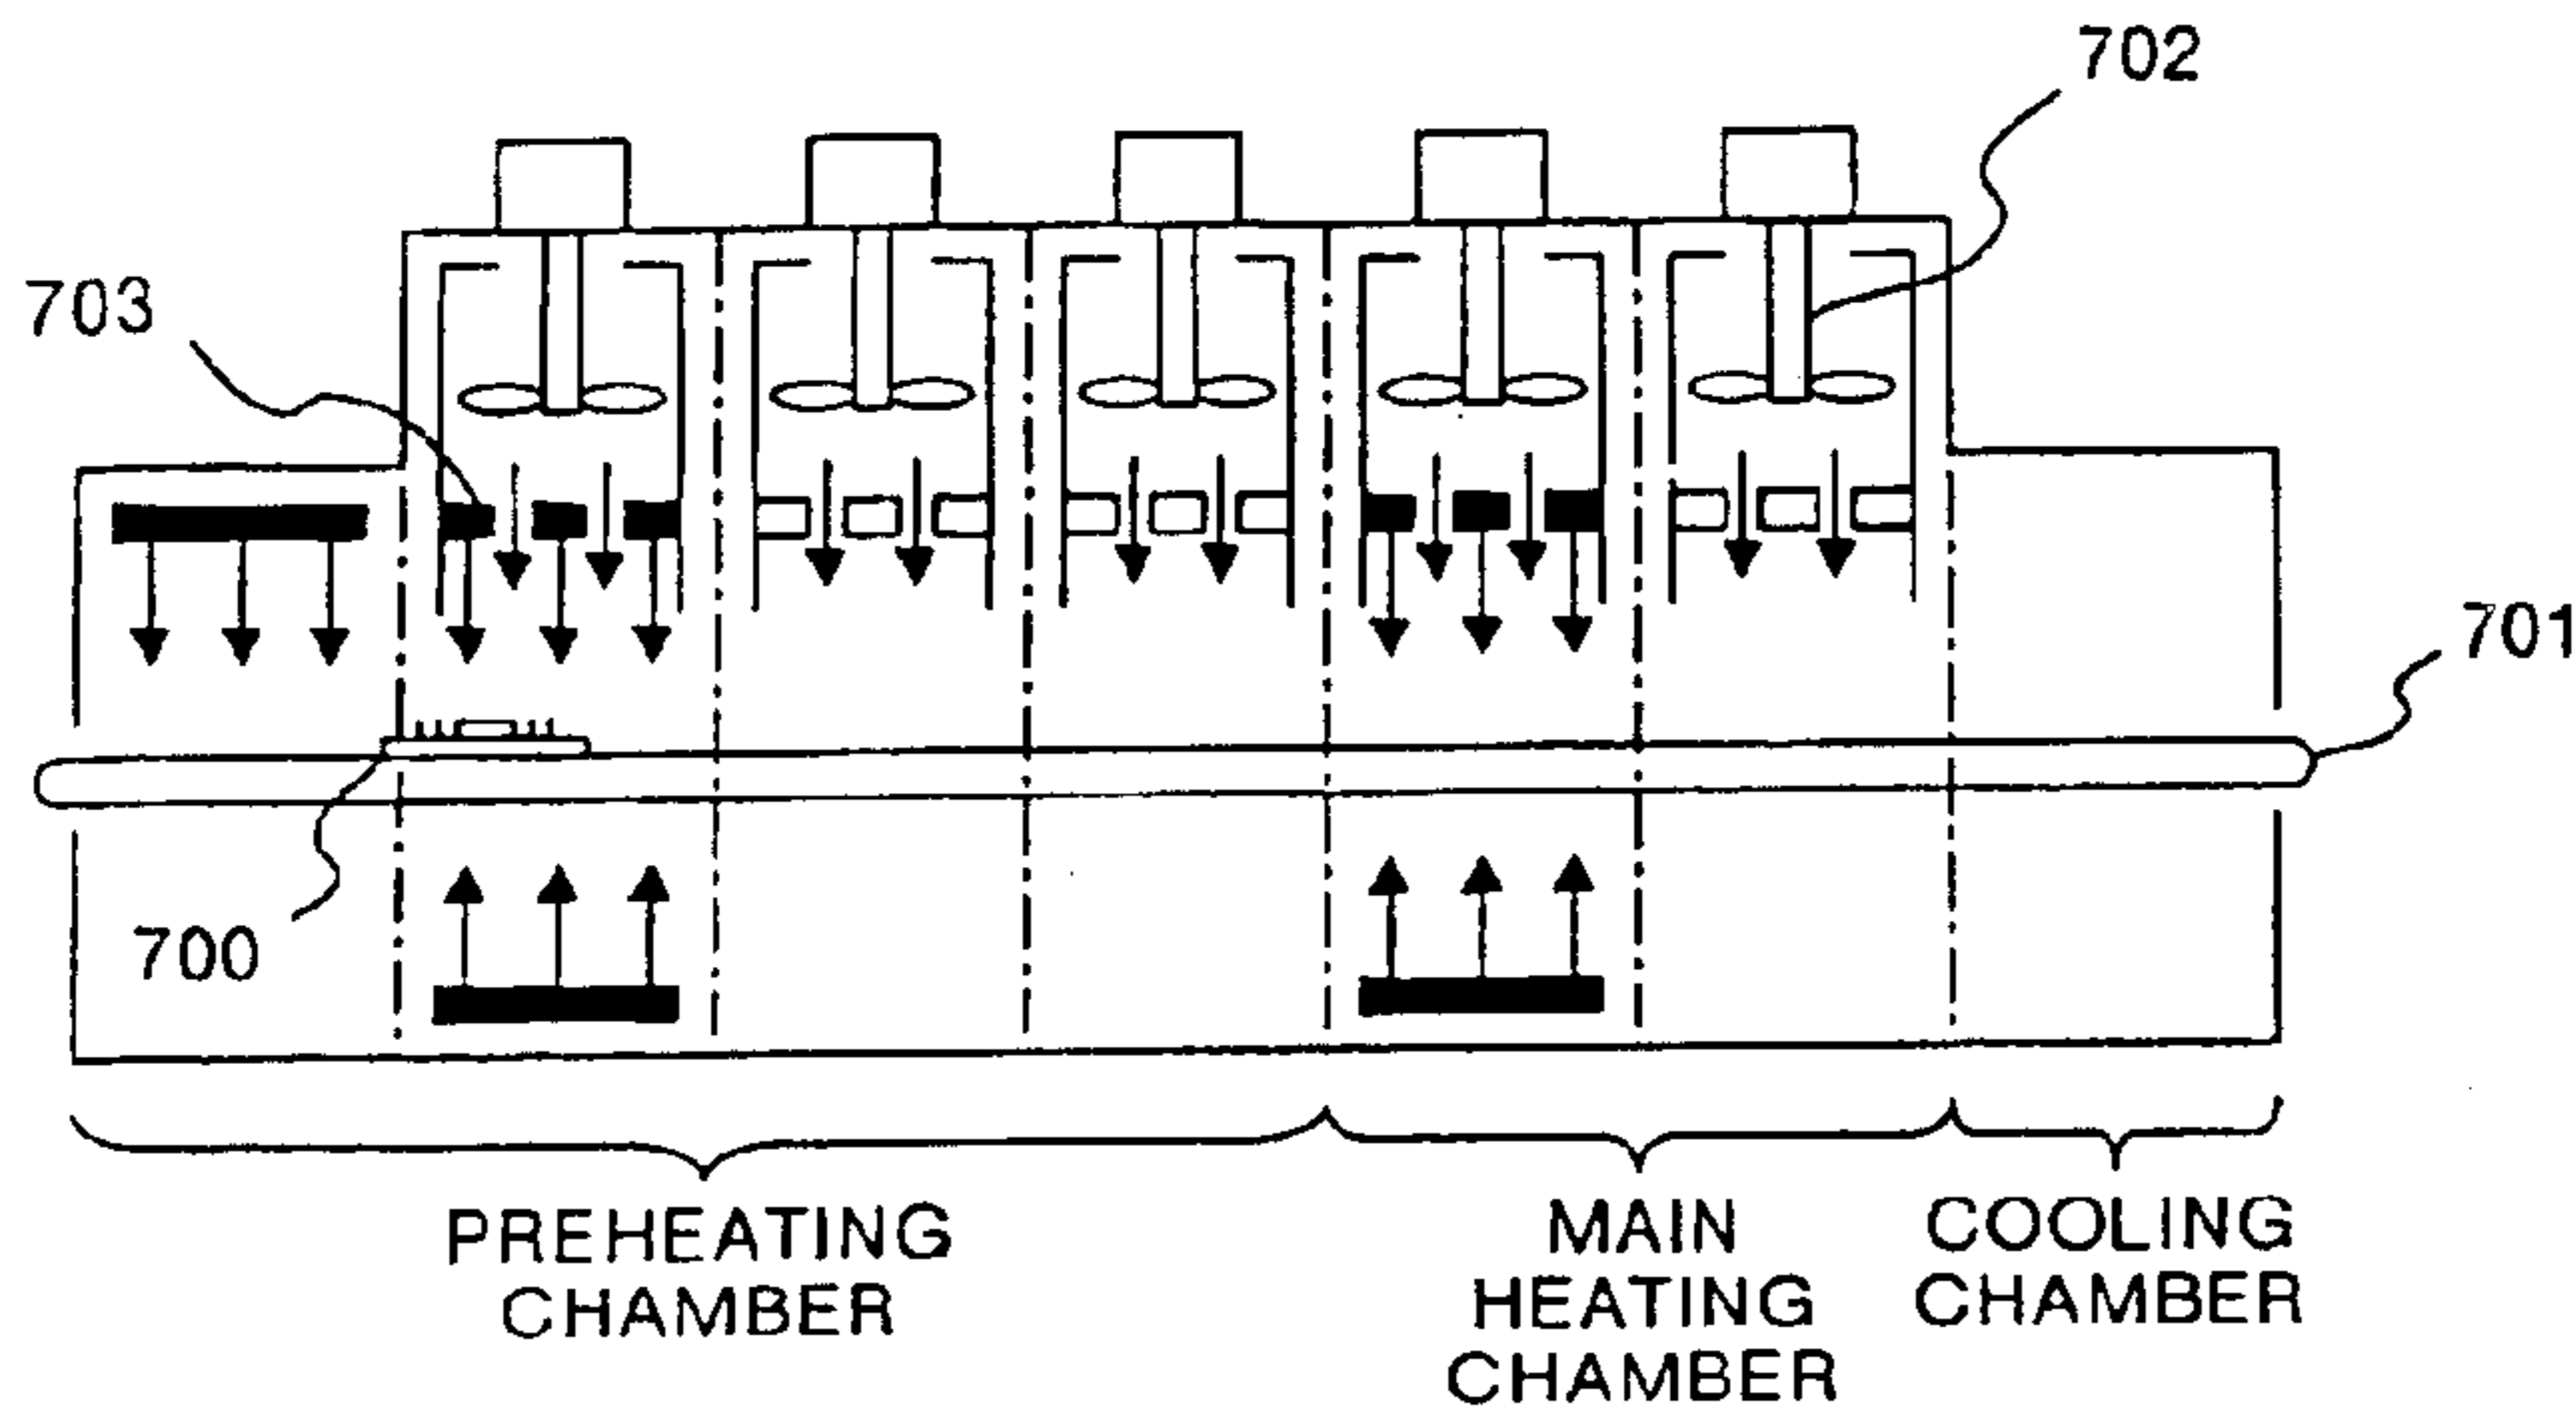 702
703
701
700
PREHEATING
CHAMBER
MAIN
HEATING
CHAMBER
COOLING
CHAMBER